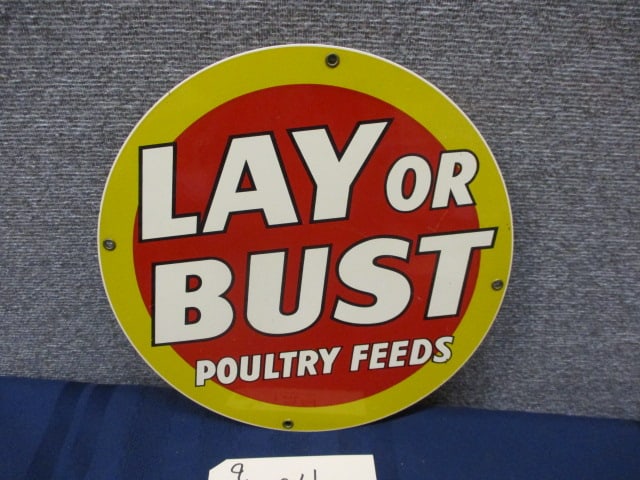 LAY OR
BUST
POULTRY FEEDS